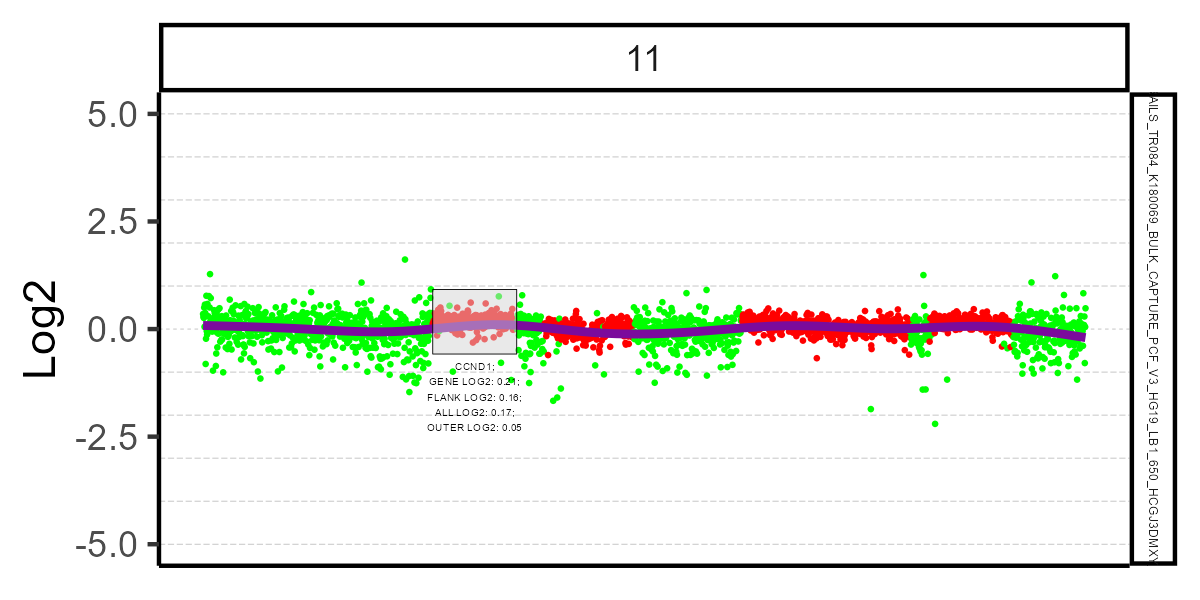 11
Log2
5.0
2.5
0.0
-2.5
-5.0
CCND1;
GENE LOG2: 0.21;
FLANK LOG2: 0.16;
ALL LOG2: 0.17;
OUTER LOG2: 0.05
AILS_TR084_K180069_BULK_CAPTURE_PCF_V3_HG19_LB1_650_HCGJ3DMXY